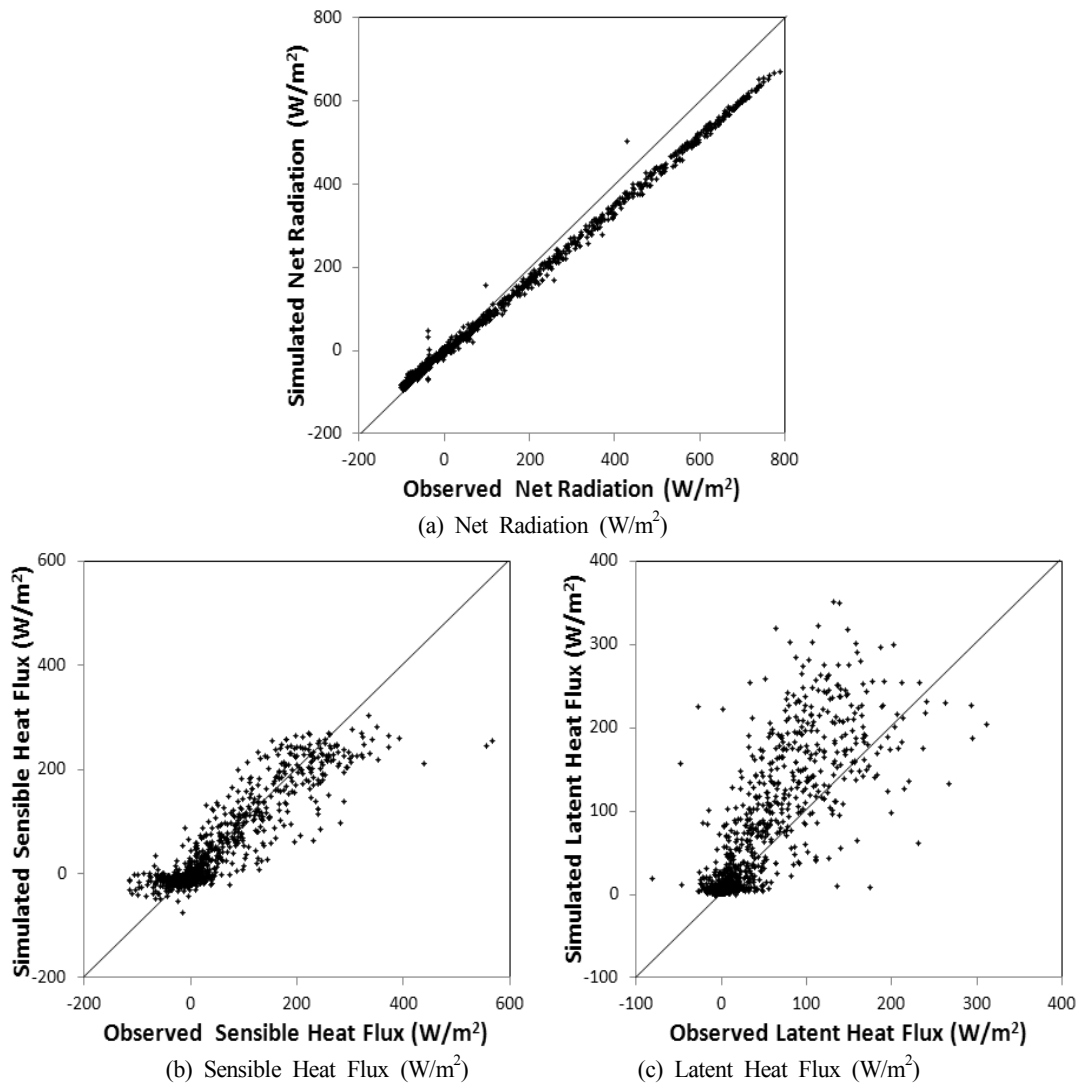 800
600
400
200
0
-200
Simulated Net Radiation (W/m²)
-200 0 200 400 600 800
Observed Net Radiation (W/m²)
(a) Net Radiation (W/m²)
600
400
200
0
-200
Simulated Sensible Heat Flux (W/m²)
-200 0 200 400 600
Observed Sensible Heat Flux (W/m²)
(b) Sensible Heat Flux (W/m²)
400
300
200
100
0
-100
Simulated Latent Heat Flux (W/m²)
-100 0 100 200 300 400
Observed Latent Heat Flux (W/m²)
(c) Latent Heat Flux (W/m²)